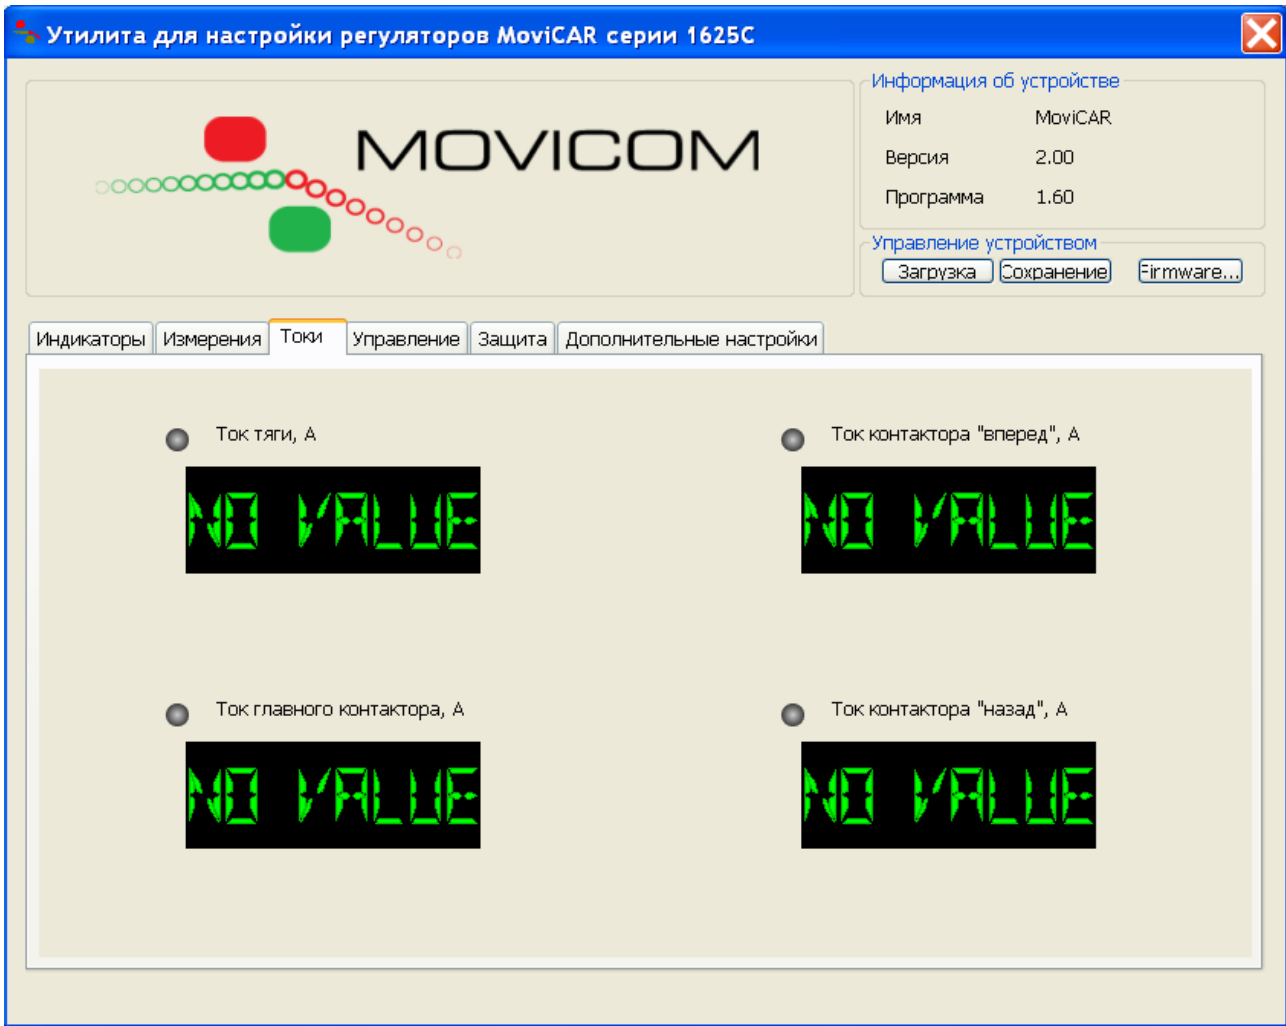 Утилита для настройки регуляторов MoviCAR серии 1625С
MOVICOM
Информация об устройстве
Имя MoviCAR
Версия 2.00
Программа 1.60
Управление устройством
Загрузка Сохранение Firmware...
Индикаторы Измерения Токи Управление Защита Дополнительные настройки
Ток тяги, А Ток контактора "вперед", А
NO VALUE NO VALUE
Ток главного контактора, А Ток контактора "назад", А
NO VALUE NO VALUE